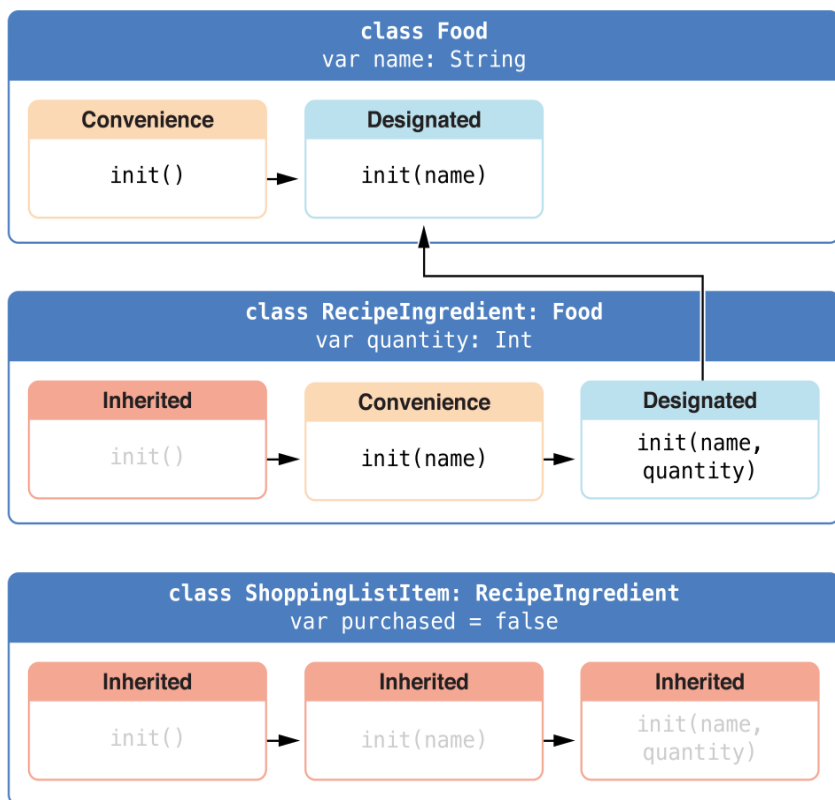 class Food
var name: String
Convenience
Designated
init()
init(name)
class RecipeIngredient: Food
var quantity: Int
Inherited
Convenience
Designated
init()
init(name)
init(name,
quantity)
class ShoppingListItem: RecipeIngredient
var purchased = false
Inherited
Inherited
Inherited
init()
init(name)
init(name,
quantity)